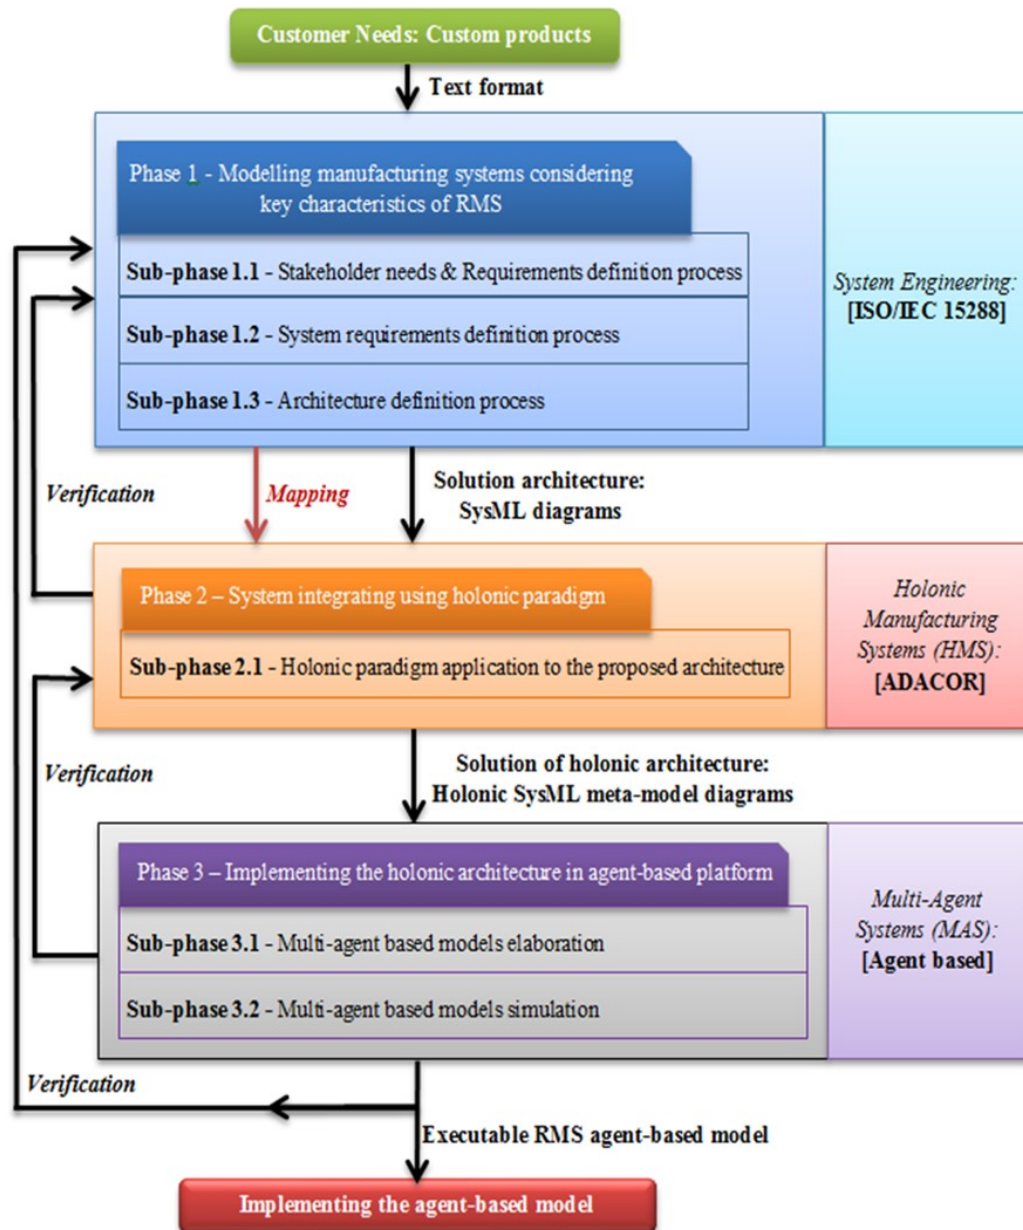 Customer Needs: Custom products
Text format
Phase 1 - Modelling manufacturing systems considering
key characteristics of RMS
Sub-phase 1.1 - Stakeholder needs & Requirements definition process
Sub-phase 1.2 - System requirements definition process
Sub-phase 1.3 - Architecture definition process
System Engineering:
[ISO/IEC 15288]
Verification
Mapping
Solution architecture:
SysML diagrams
Phase 2 – System integrating using holonic paradigm
Sub-phase 2.1 - Holonic paradigm application to the proposed architecture
Holonic
Manufacturing
Systems (HMS):
[ADACOR]
Verification
Solution of holonic architecture:
Holonic SysML meta-model diagrams
Phase 3 – Implementing the holonic architecture in agent-based platform
Sub-phase 3.1 - Multi-agent based models elaboration
Sub-phase 3.2 - Multi-agent based models simulation
Multi-Agent
Systems (MAS):
[Agent based]
Verification
Executable RMS agent-based model
Implementing the agent-based model